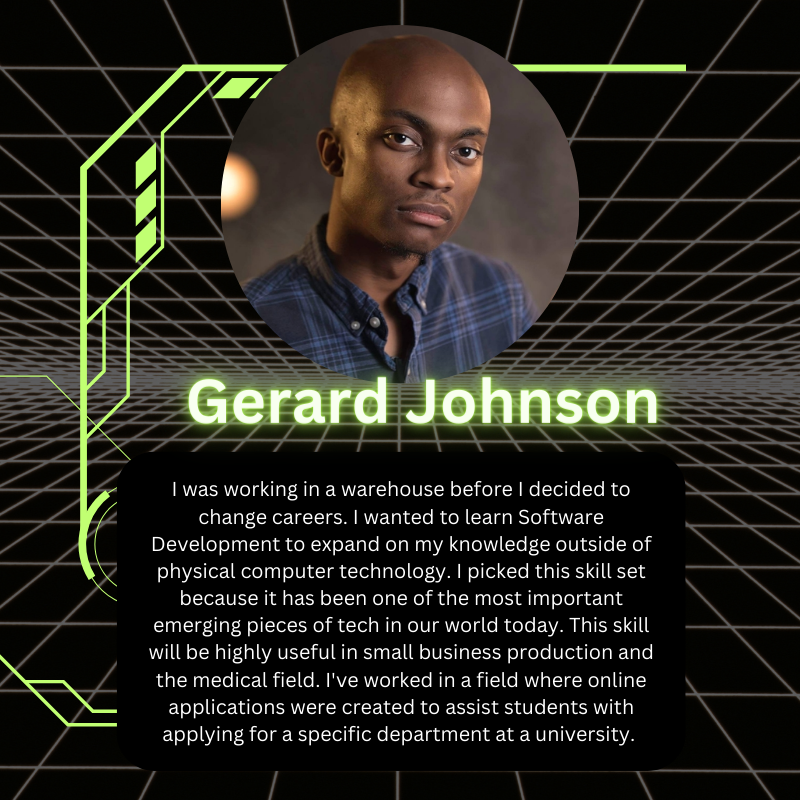 Gerard Johnson
I was working in a warehouse before I decided to
change careers. I wanted to learn Software
Development to expand on my knowledge outside of
physical computer technology. I picked this skill set
because it has been one of the most important
emerging pieces of tech in our world today. This skill
will be highly useful in small business production and
the medical field. I've worked in a field where online
applications were created to assist students with
applying for a specific department at a university.